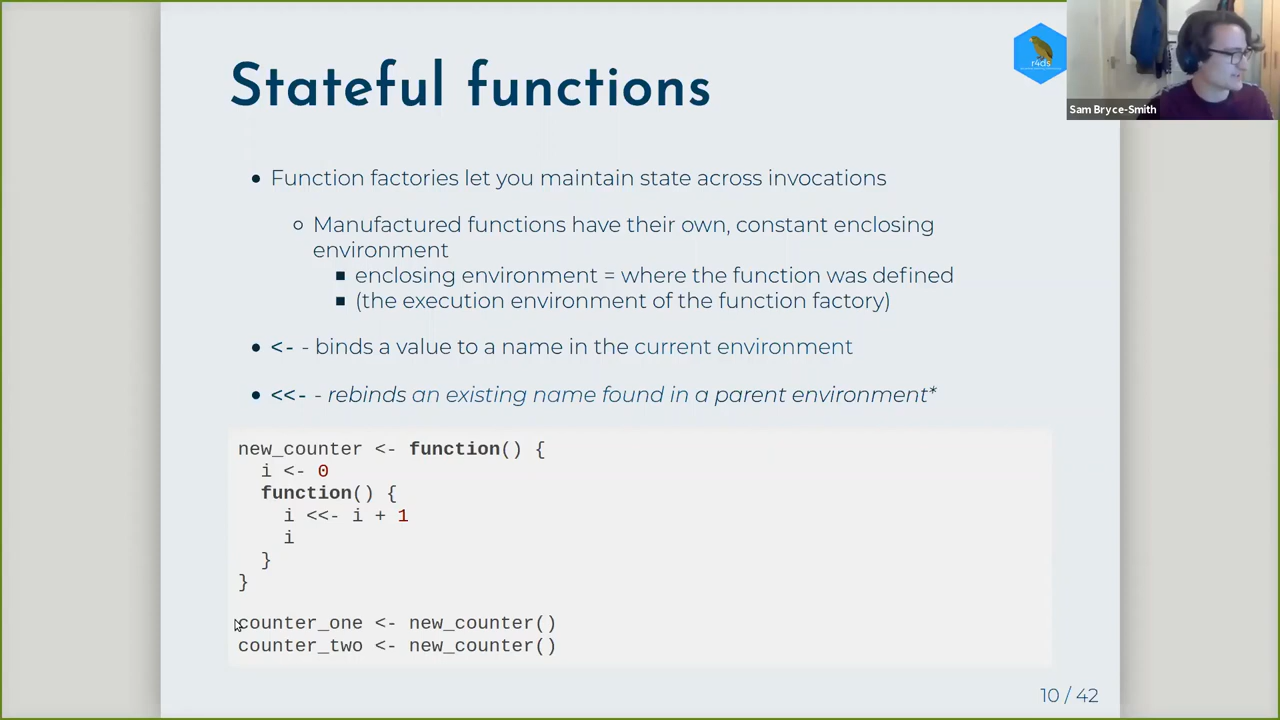 Stateful functions
r4ds
Sam Bryce-Smith
Function factories let you maintain state across invocations
Manufactured functions have their own, constant enclosing
environment
enclosing environment = where the function was defined
(the execution environment of the function factory)
<- - binds a value to a name in the current environment
<<- - rebinds an existing name found in a parent environment*
new_counter <- function() {
  i <- 0
  function() {
    i <<- i + 1
    i
  }
}
counter_one <- new_counter()
counter_two <- new_counter()
10 / 42